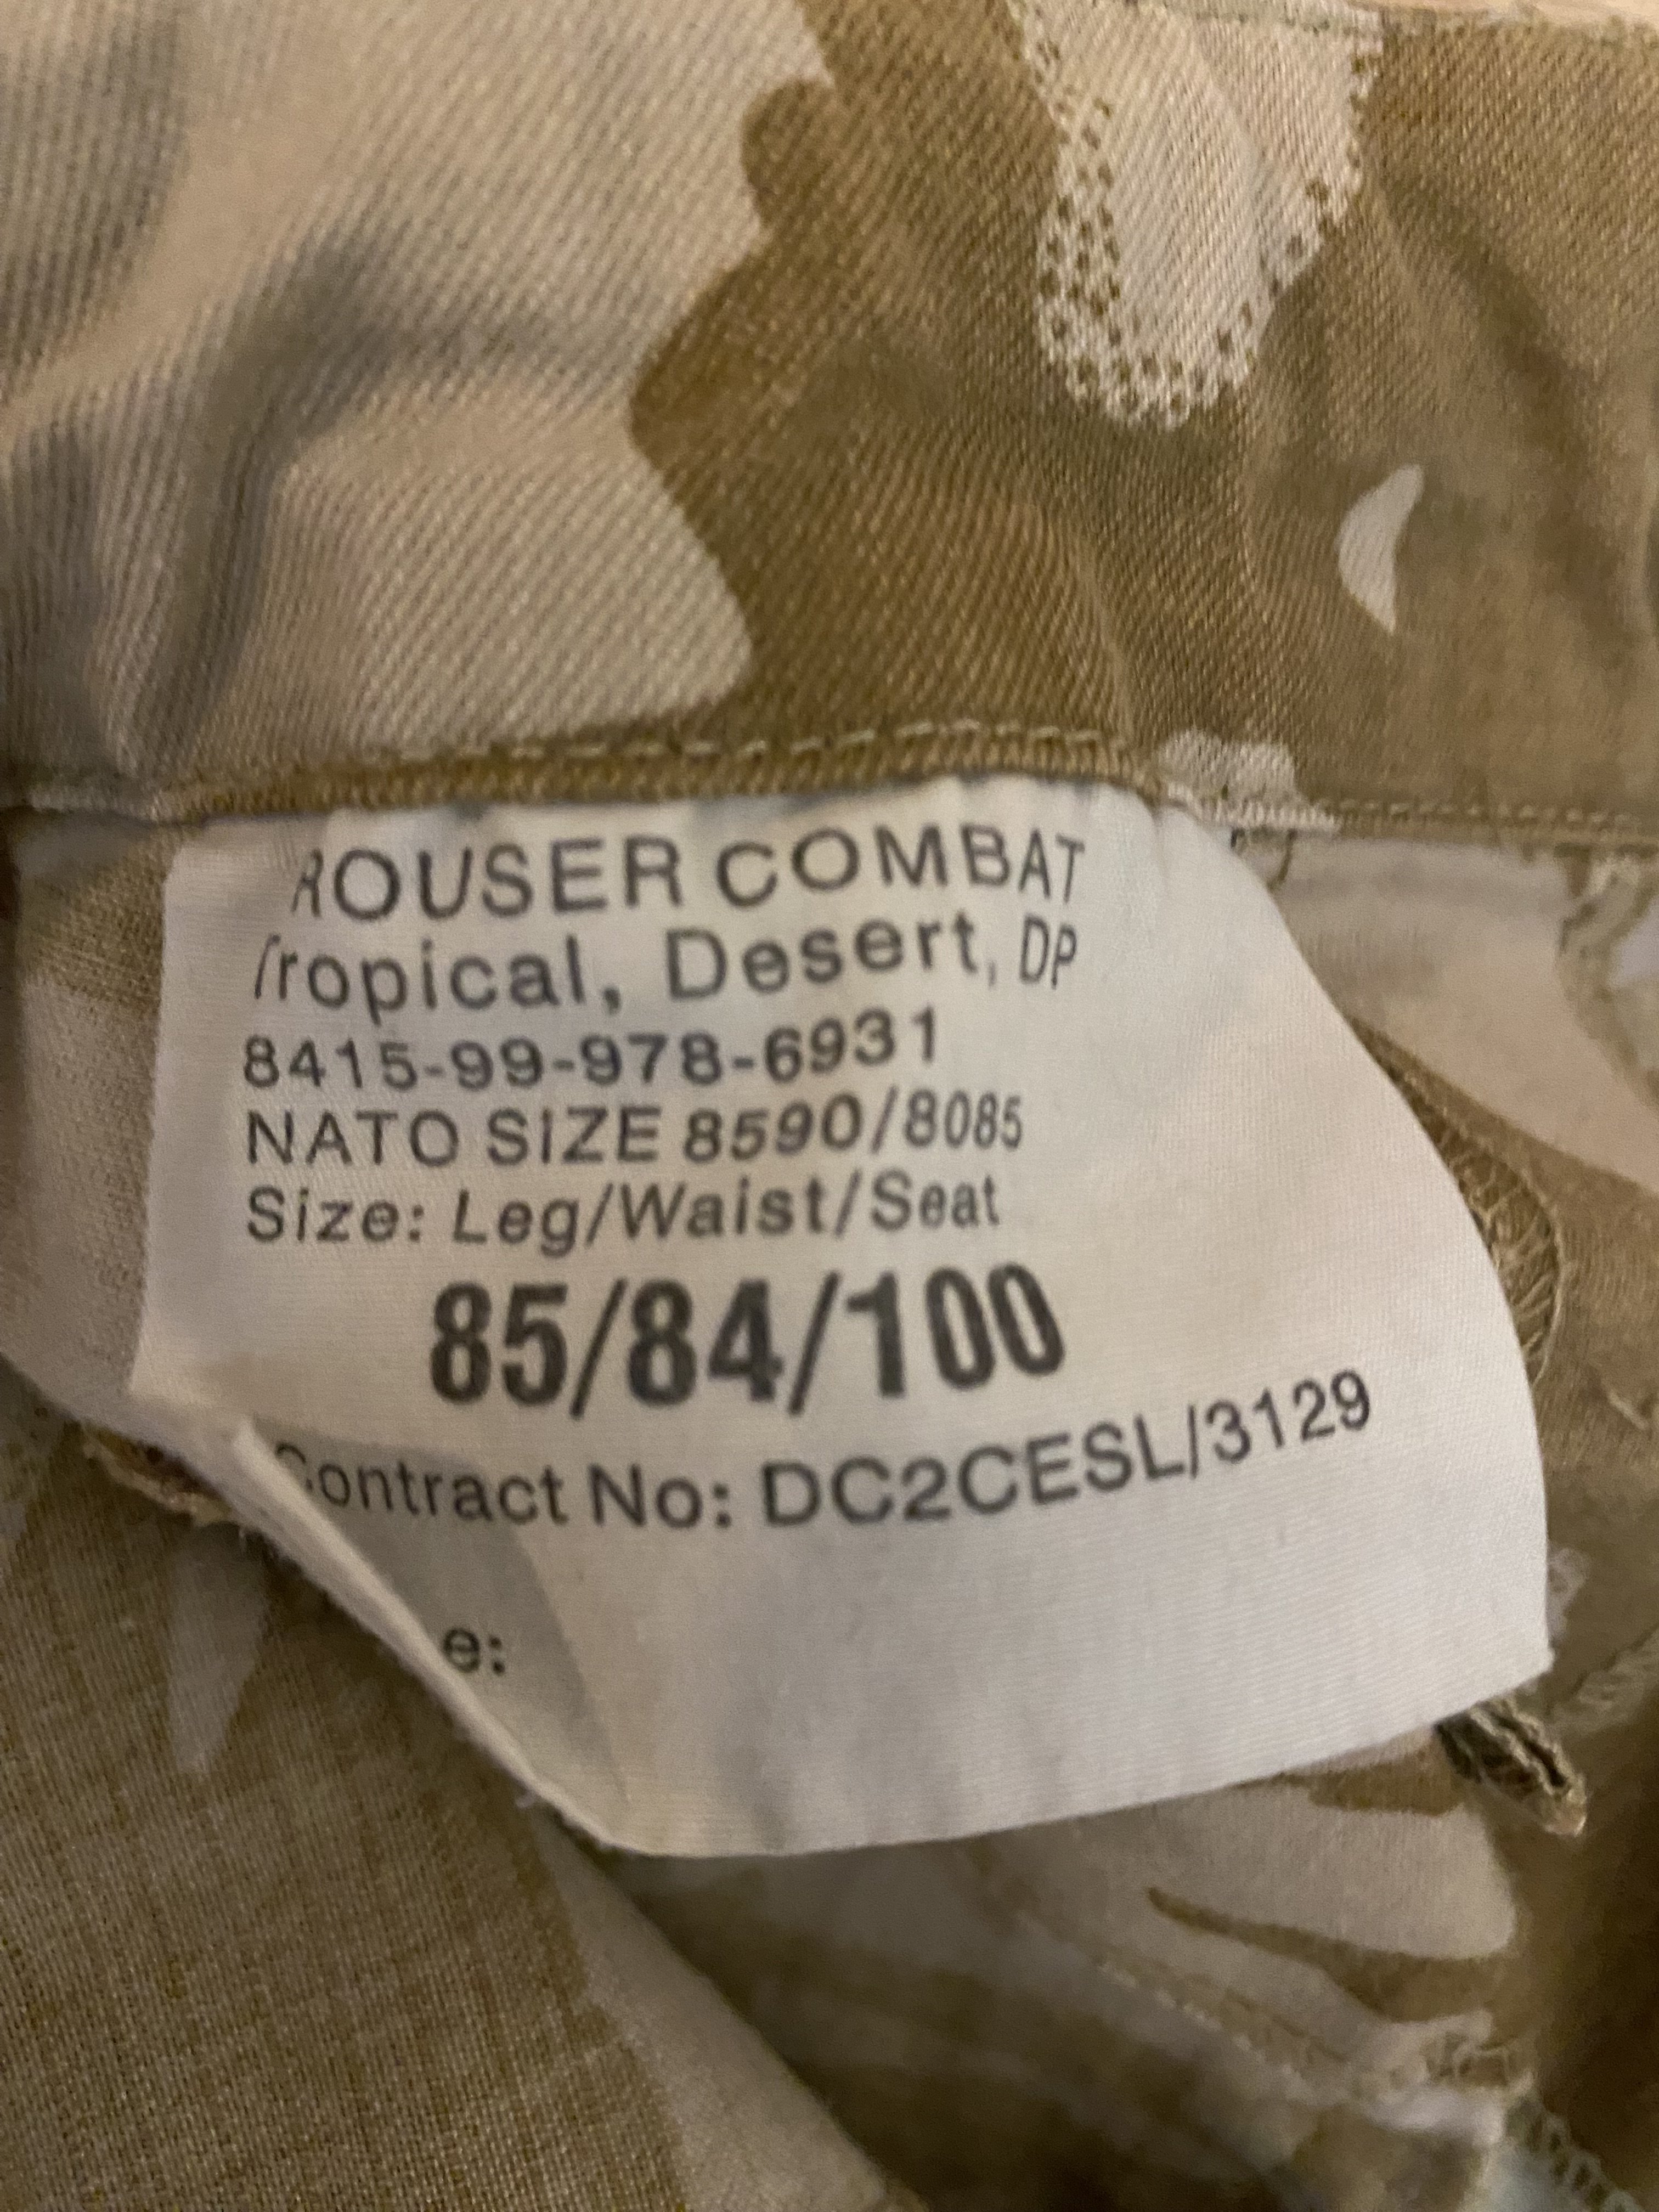 ROUSER COMBAT
Tropical, Desert, DP
8415-99-978-6931
NATO SIZE 8590/8085
Size: Leg/Waist/Seat
85/84/100
Contract No: DC2CESL/3129
e: